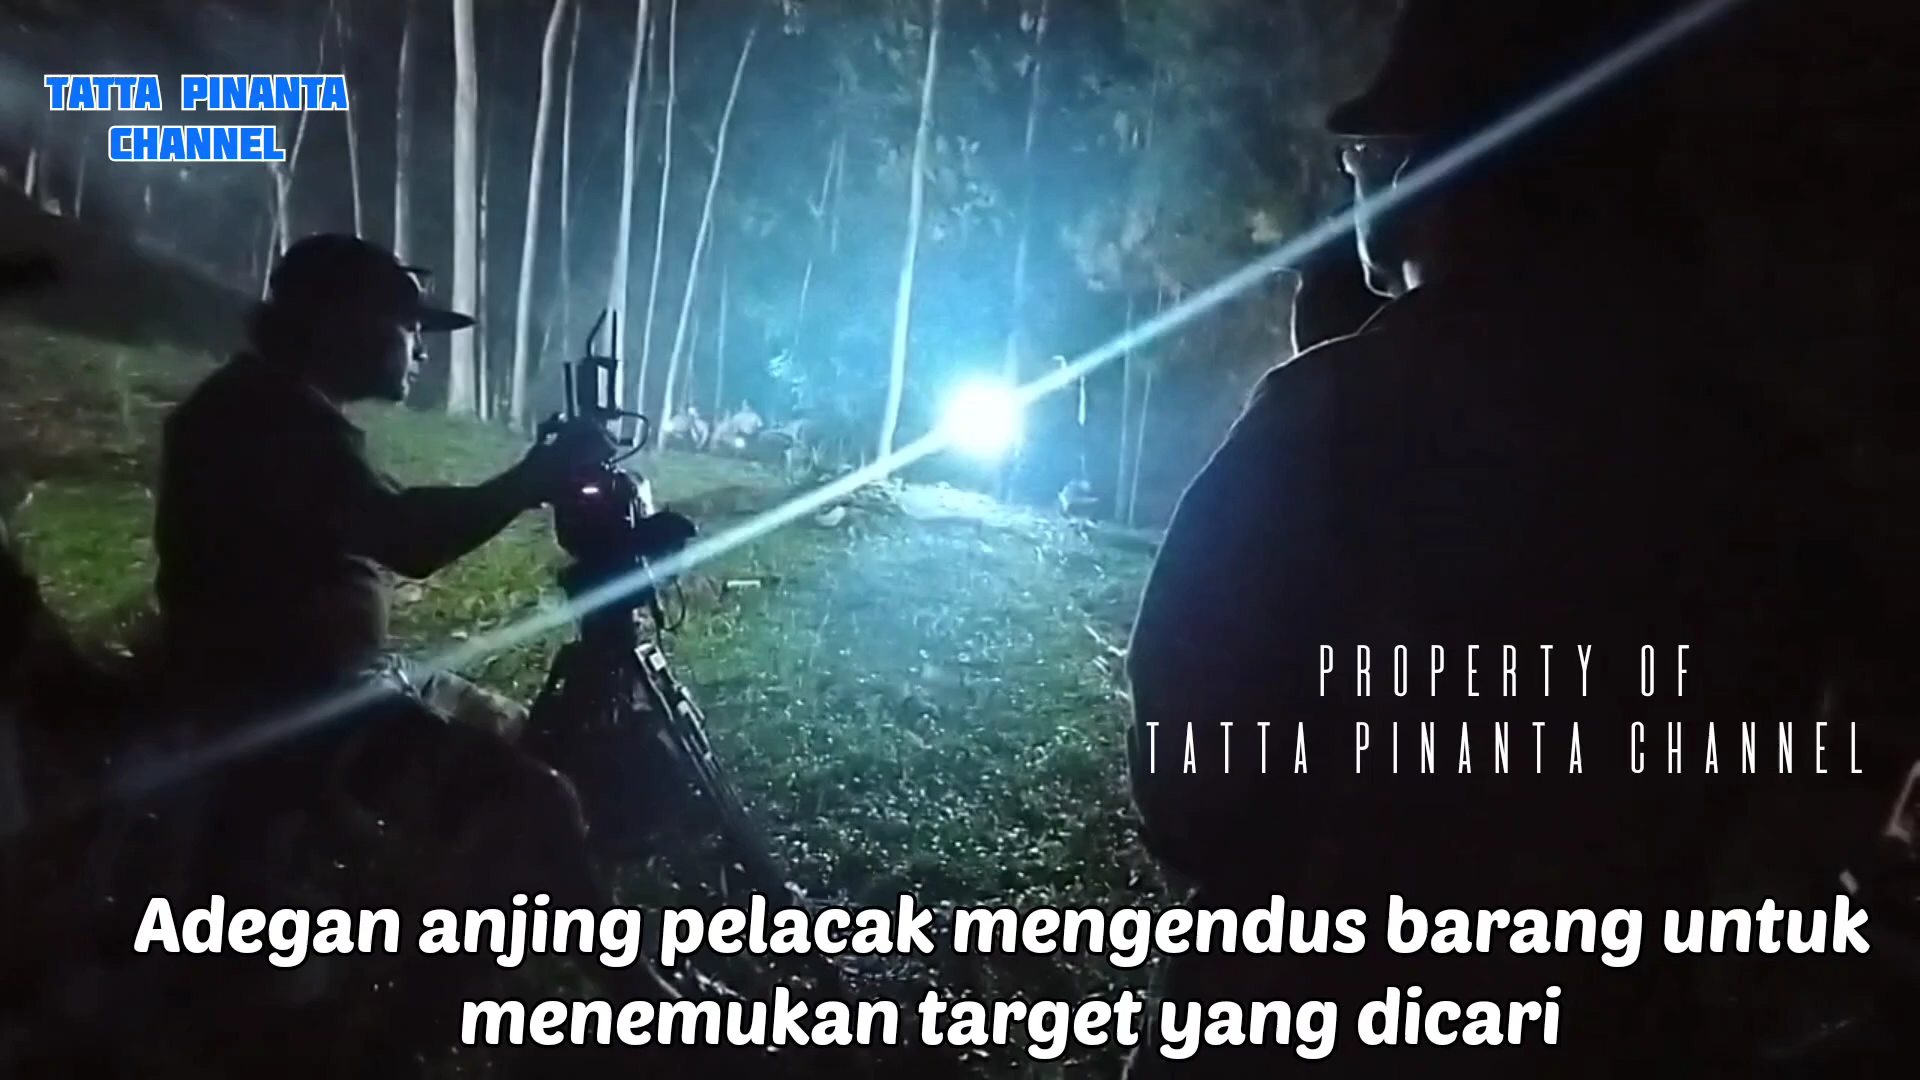 TATTA PINANTA
CHANNEL
PROPERTY OF
TATTA PINANTA CHANNEL
Adegan anjing pelacak mengendus barang untuk
menemukan target yang dicari